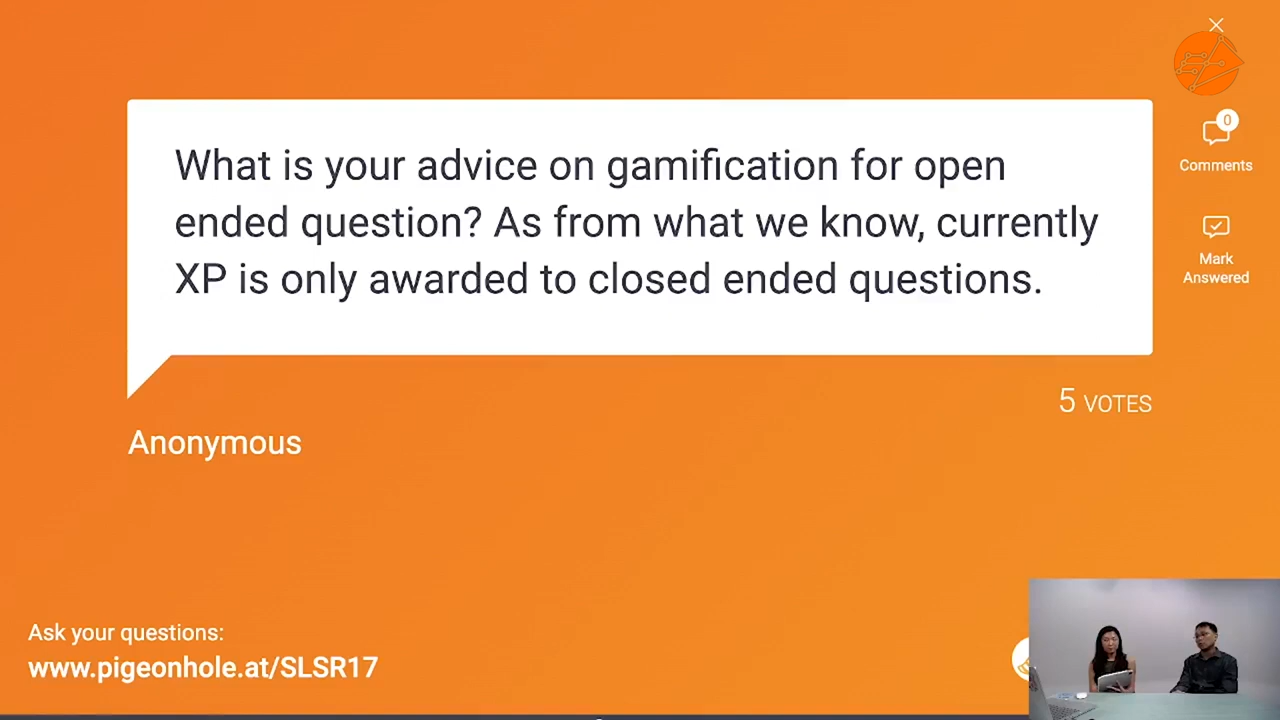 What is your advice on gamification for open
ended question? As from what we know, currently
XP is only awarded to closed ended questions.
0
Comments
Mark
Answered
5 VOTES
Anonymous
Ask your questions:
www.pigeonhole.at/SLSR17